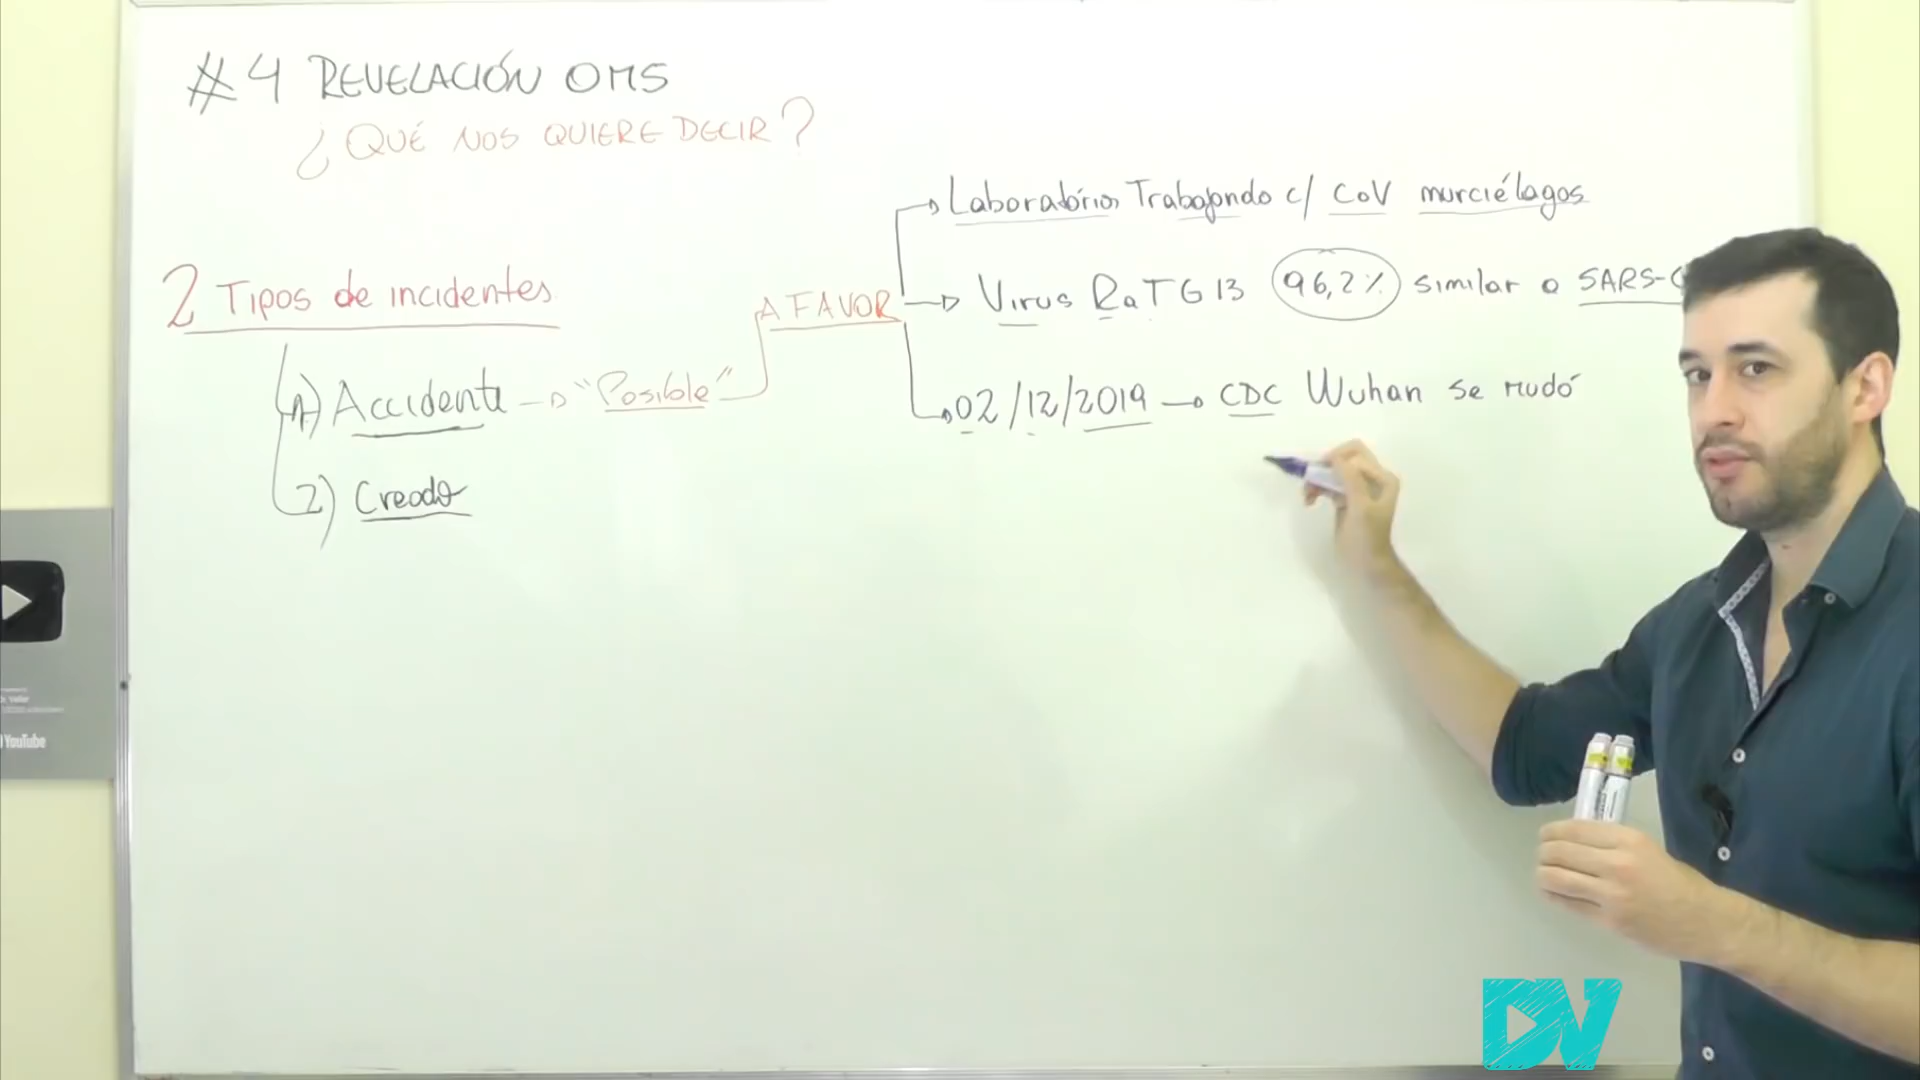 #4 REVELACIÓN OMS
¿QUÉ NOS QUIERE DECIR?
2 Tipos de incidentes
1) Accidente → "Posible"
2) Creado
A FAVOR
Laboratorios Trabajando c/ CoV murciélagos
Virus RaTG13 96,2% similar a SARS-C
02/12/2019 → CDC Wuhan se mudó
YouTube
DV